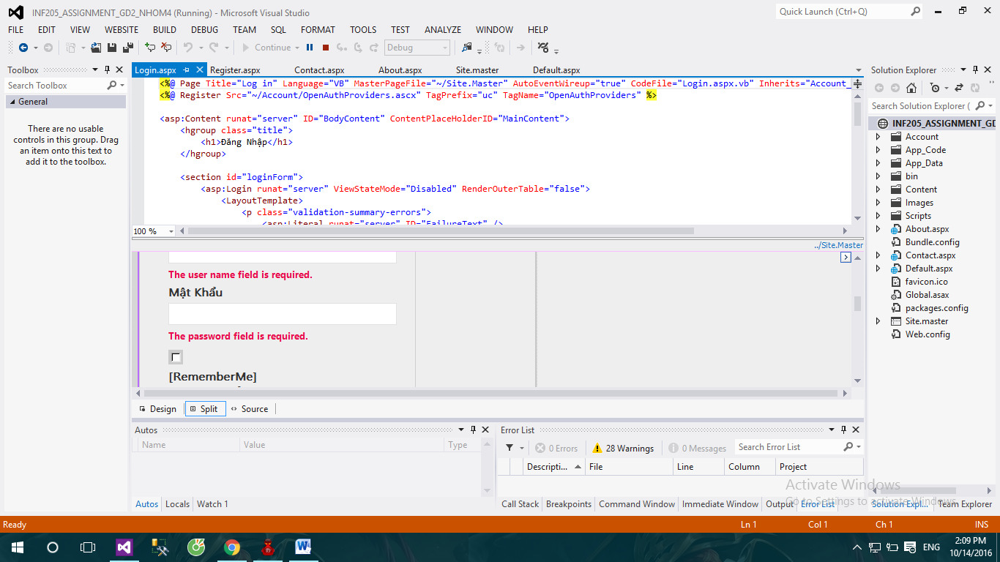 INF205_ASSIGNMENT_GD2_NHOM4 (Running) - Microsoft Visual Studio
Quick Launch (Ctrl+Q)
FILE EDIT VIEW WEBSITE BUILD DEBUG TEAM SQL FORMAT TOOLS TEST ANALYZE WINDOW HELP
Continue
Debug
Toolbox
Search Toolbox
General
There are no usable
controls in this group. Drag
an item onto this text to
add it to the toolbox.
Login.aspx Register.aspx Contact.aspx About.aspx Site.master Default.aspx
<%@ Page Title="Log in" Language="VB" MasterPageFile="~/Site.Master" AutoEventWireup="true" CodeFile="Login.aspx.vb" Inherits="Account_
<%@ Register Src="~/Account/OpenAuthProviders.ascx" TagPrefix="uc" TagName="OpenAuthProviders" %>
<asp:Content runat="server" ID="BodyContent" ContentPlaceHolderID="MainContent">
<hgroup class="title">
<h1>Đăng Nhập</h1>
</hgroup>
<section id="loginForm">
<asp:Login runat="server" ViewStateMode="Disabled" RenderOuterTable="false">
<LayoutTemplate>
<p class="validation-summary-errors">
<asp:Literal runat="server" ID="FailureText" />
100 %
../Site.Master
The user name field is required.
Mật Khẩu
The password field is required.
[RememberMe]
Design Split Source
Autos
Name Value Type
Autos Locals Watch 1
Error List
0 Errors 28 Warnings 0 Messages Search Error List
Descripti... File Line Column Project
Call Stack Breakpoints Command Window Immediate Window Output Error List
Solution Explorer
Search Solution Explorer (
INF205_ASSIGNMENT_GD
Account
App_Code
App_Data
bin
Content
Images
Scripts
About.aspx
Bundle.config
Contact.aspx
Default.aspx
favicon.ico
Global.asax
packages.config
Site.master
Web.config
Activate Windows
Go to Settings to activate Windows.
Solution Expl... Team Explorer
Ready Ln 1 Col 1 Ch 1 INS
ENG
2:09 PM
10/14/2016